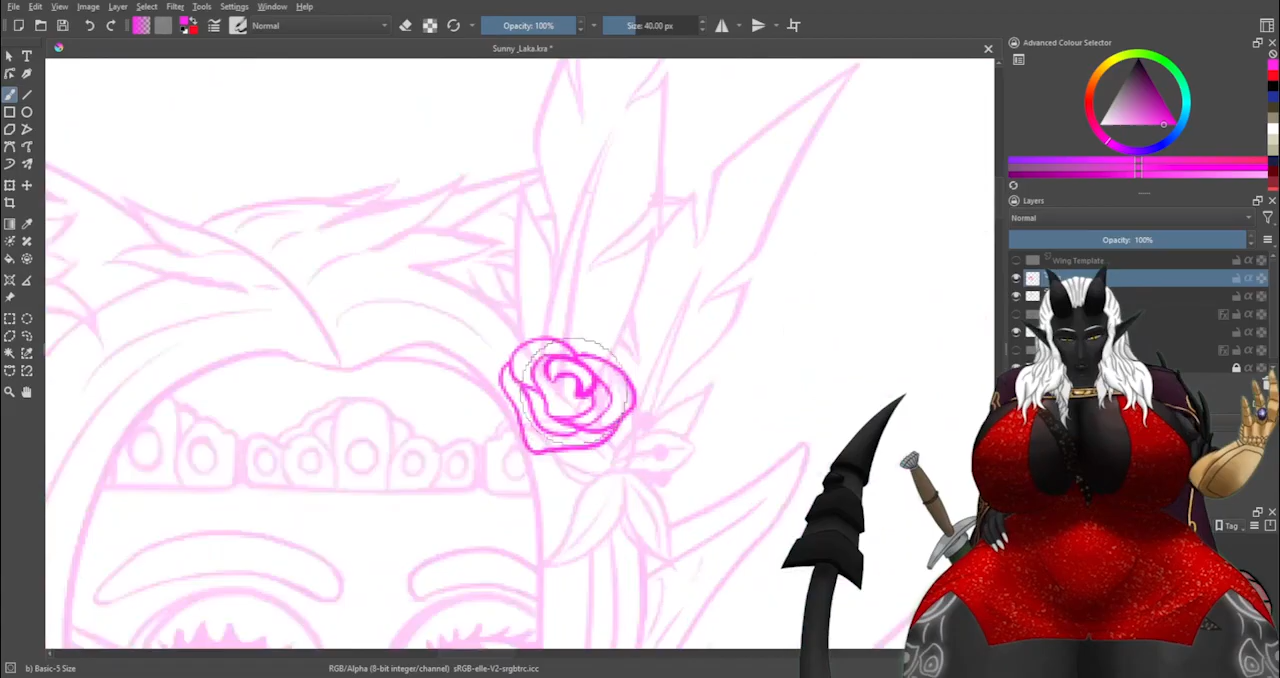 File Edit View Image Layer Select Filter Tools Settings Window Help
Normal
Opacity: 100%
Size: 40.00 px
Sunny_Laka.kra *
Advanced Colour Selector
Layers
Normal
Opacity: 100%
Wing Template
Tag
b) Basic-5 Size
RGB/Alpha (8-bit integer/channel) sRGB-elle-V2-srgbtrc.icc